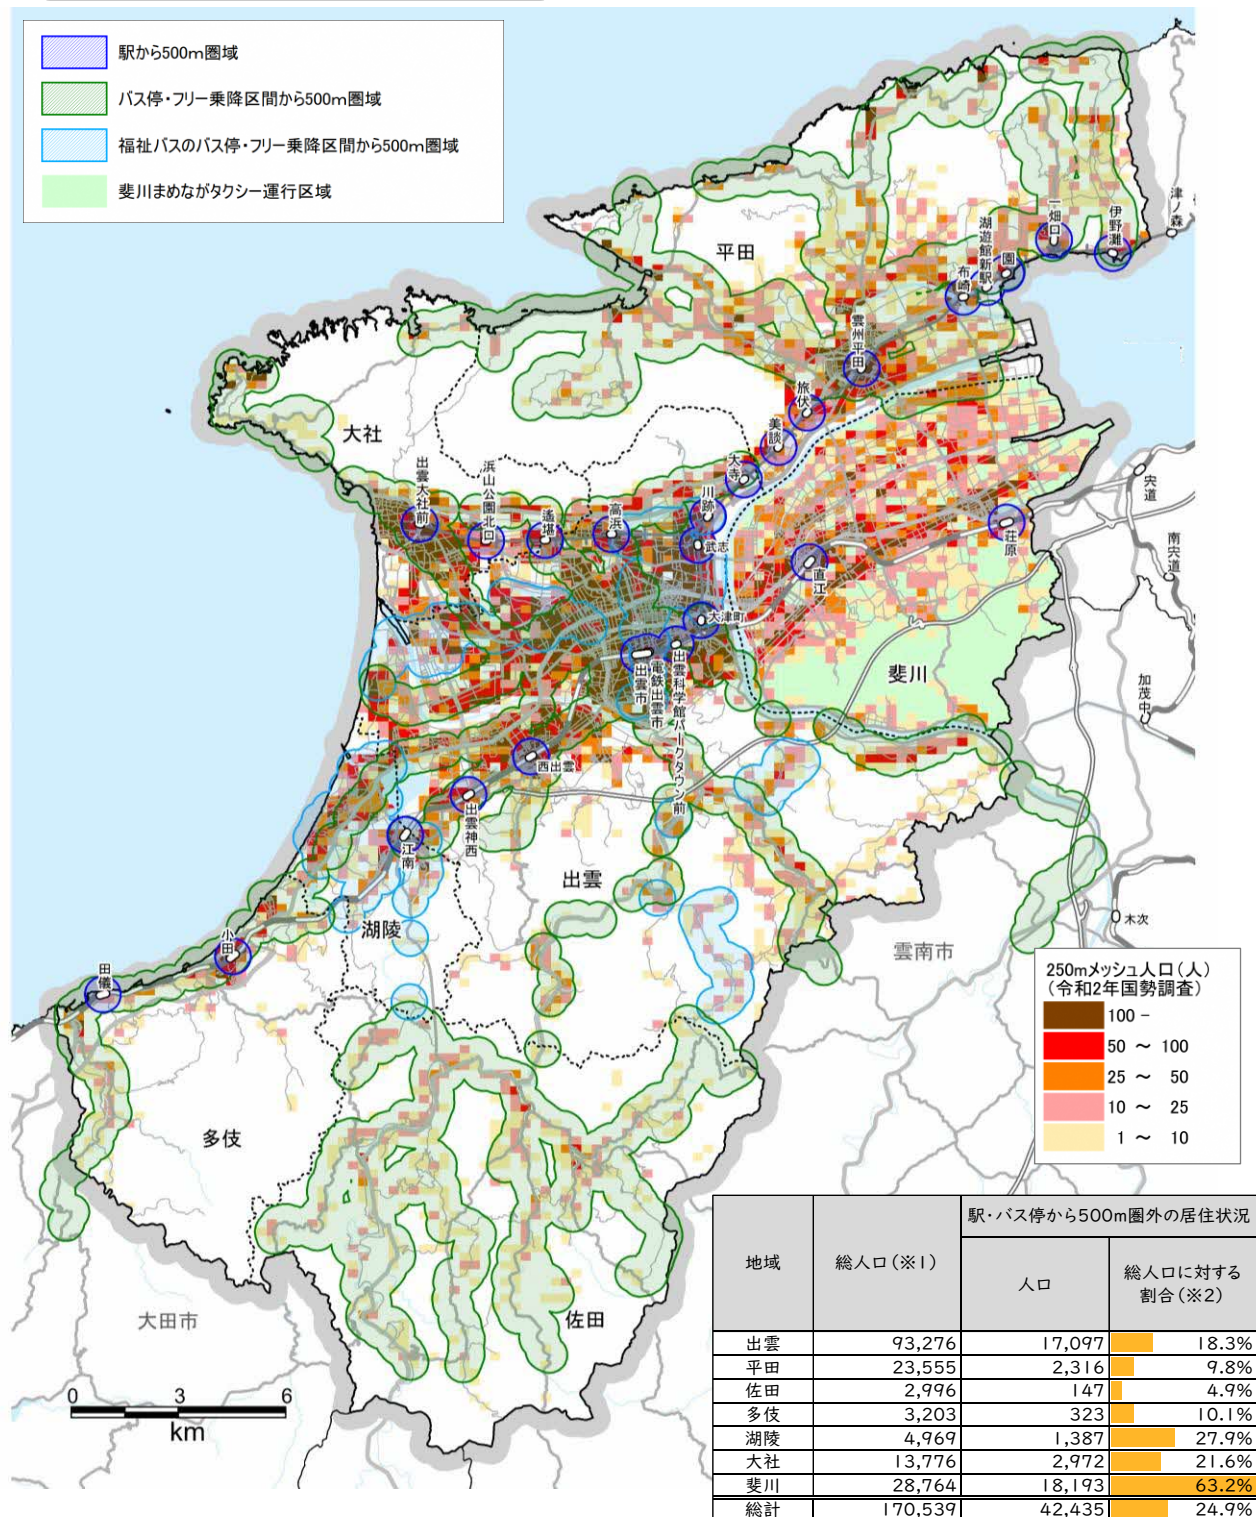 駅から500m圏域
バス停・フリー乗降区間から500m圏域
福祉バスのバス停・フリー乗降区間から500m圏域
斐川まめながタクシー運行区域
津ノ森
伊野灘
一畑口
園
湖遊館新駅
布崎
平田
雲州平田
旅伏
美談
大寺
川跡
武志
大社
出雲大社前
浜山公園北口
遙堪
高浜
宍道
荘原
南宍道
直江
大津町
斐川
加茂中
出雲科学館パークタウン前
電鉄出雲市
出雲市
西出雲
出雲神西
江南
出雲
湖陵
小田
田儀
木次
雲南市
多伎
佐田
大田市
0 3 6
km
250mメッシュ人口(人)
(令和2年国勢調査)
100 -
50 ～ 100
25 ～ 50
10 ～ 25
1 ～ 10
地域 総人口(※1) 駅・バス停から500m圏外の居住状況
人口 総人口に対する
割合(※2)
出雲 93,276 17,097 18.3%
平田 23,555 2,316 9.8%
佐田 2,996 147 4.9%
多伎 3,203 323 10.1%
湖陵 4,969 1,387 27.9%
大社 13,776 2,972 21.6%
斐川 28,764 18,193 63.2%
総計 170,539 42,435 24.9%